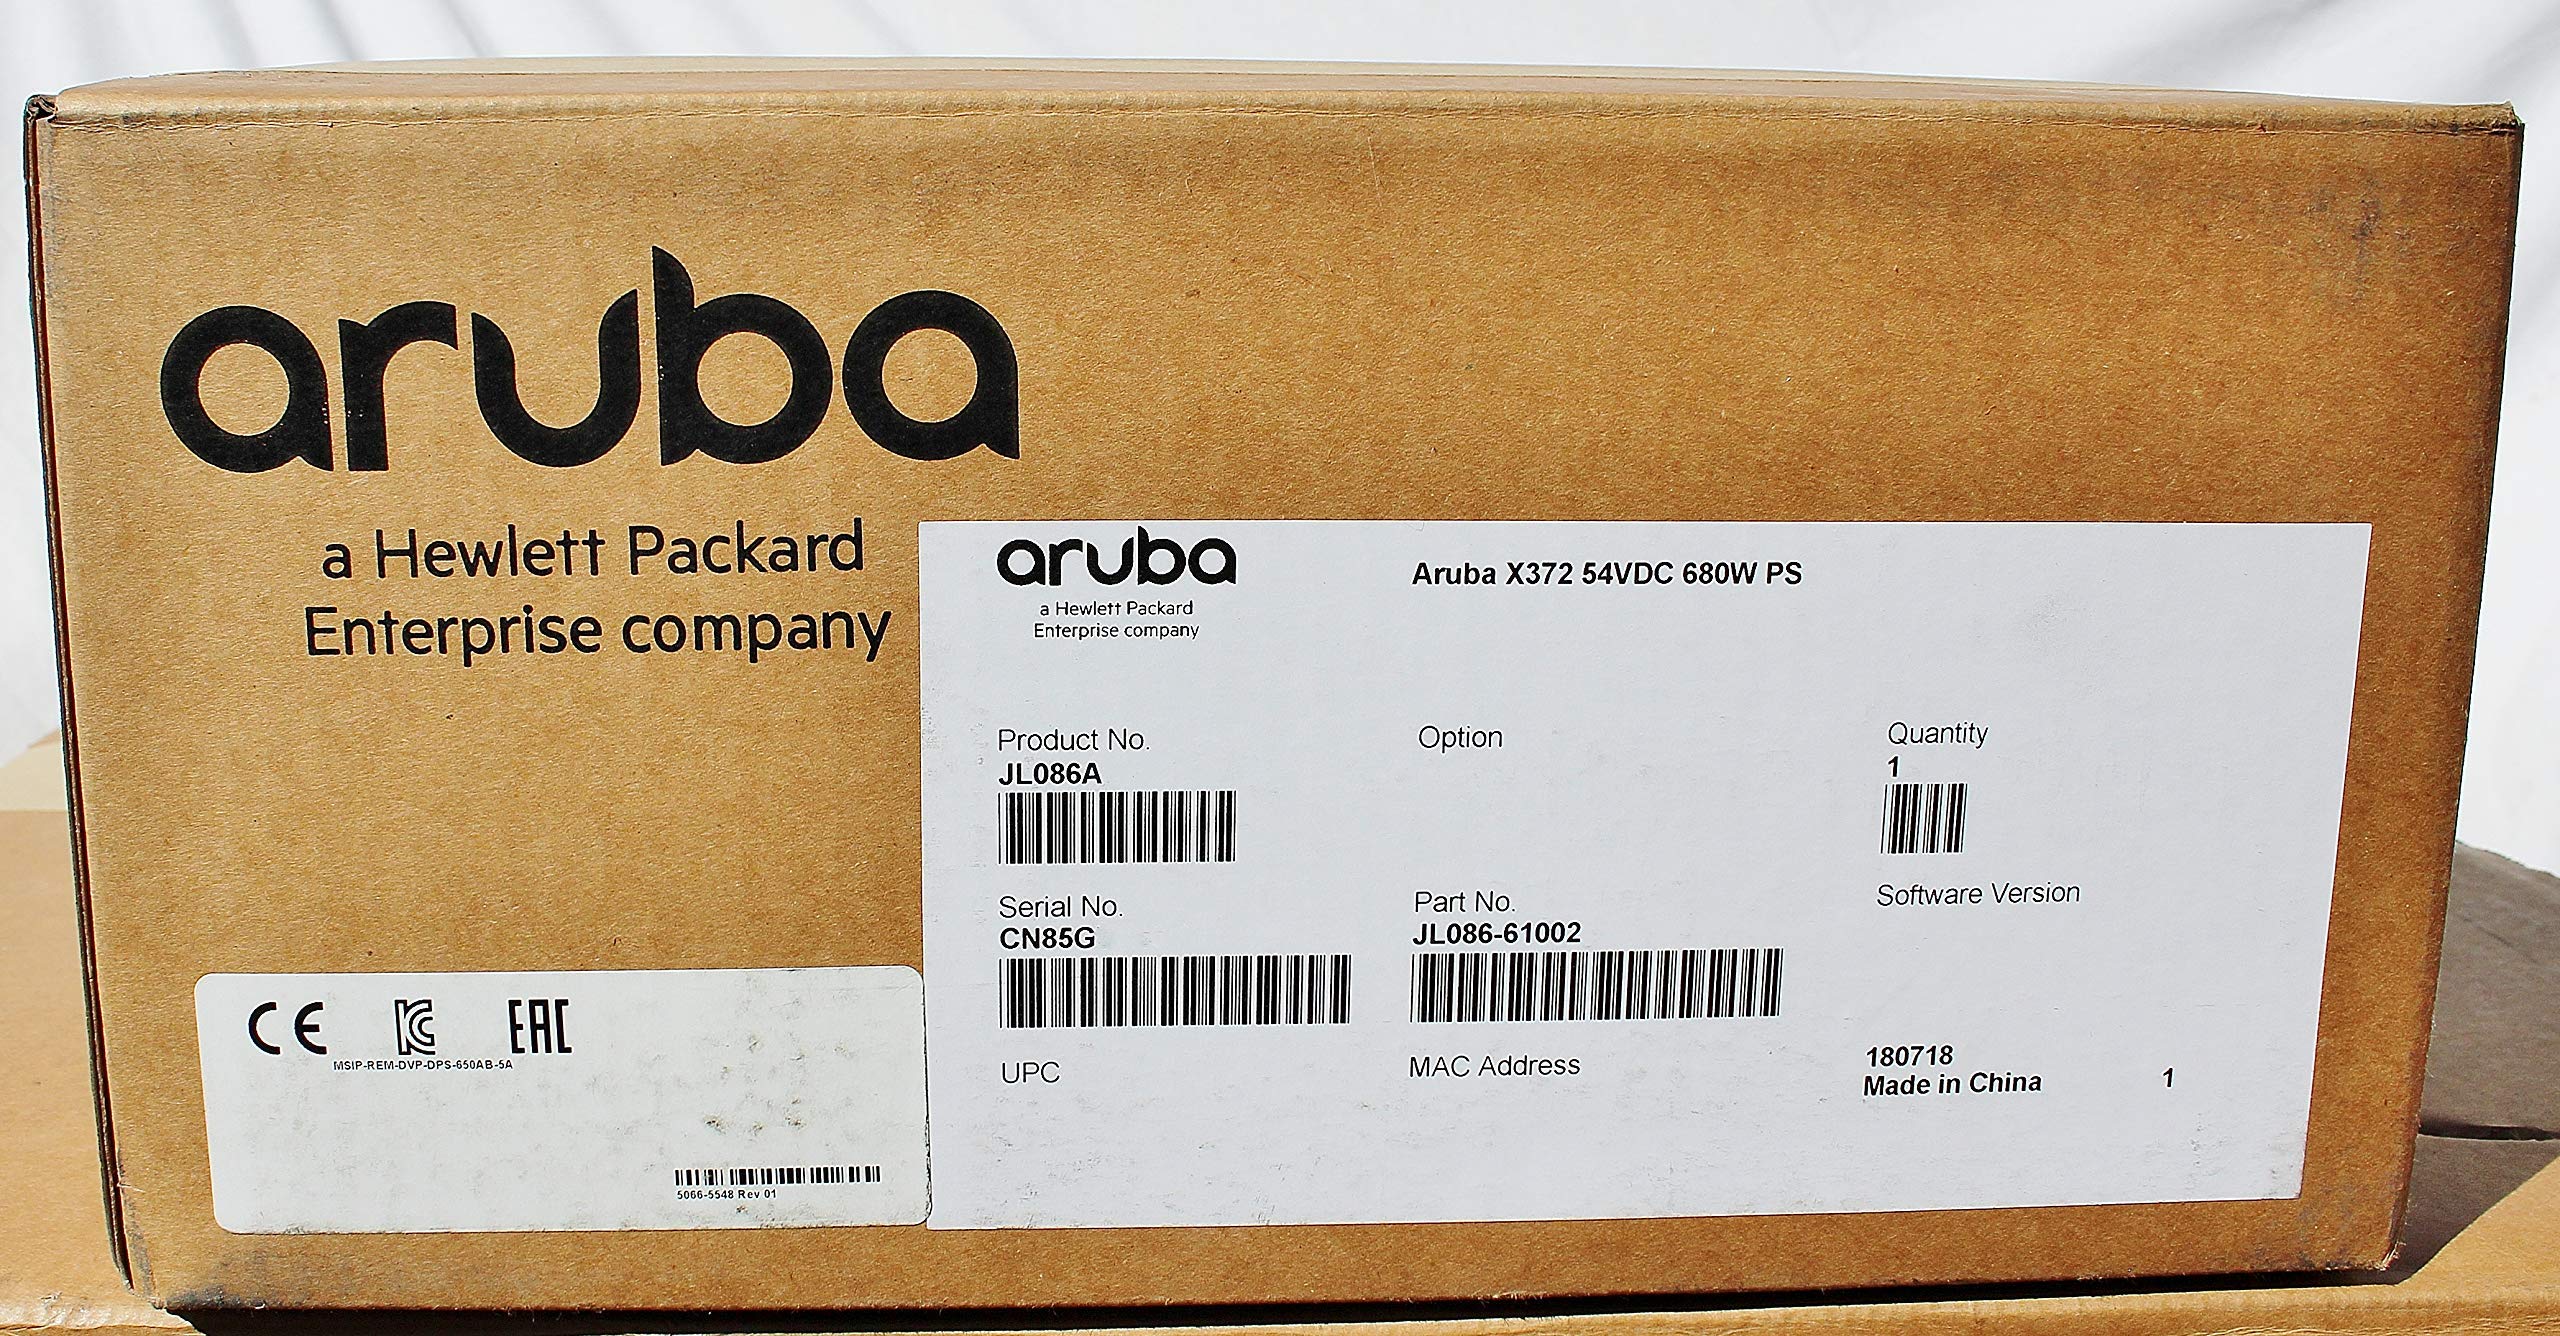 aruba
a Hewlett Packard
Enterprise company
aruba
a Hewlett Packard
Enterprise company
Aruba X372 54VDC 680W PS
Product No.
JL086A
Option
Quantity
1
Serial No.
CN85G
Part No.
JL086-61002
Software Version
UPC
MAC Address
180718
Made in China 1
CE KC EAC
MSIP-REM-DVP-DPS-650AB-5A
5066-5548 Rev 01